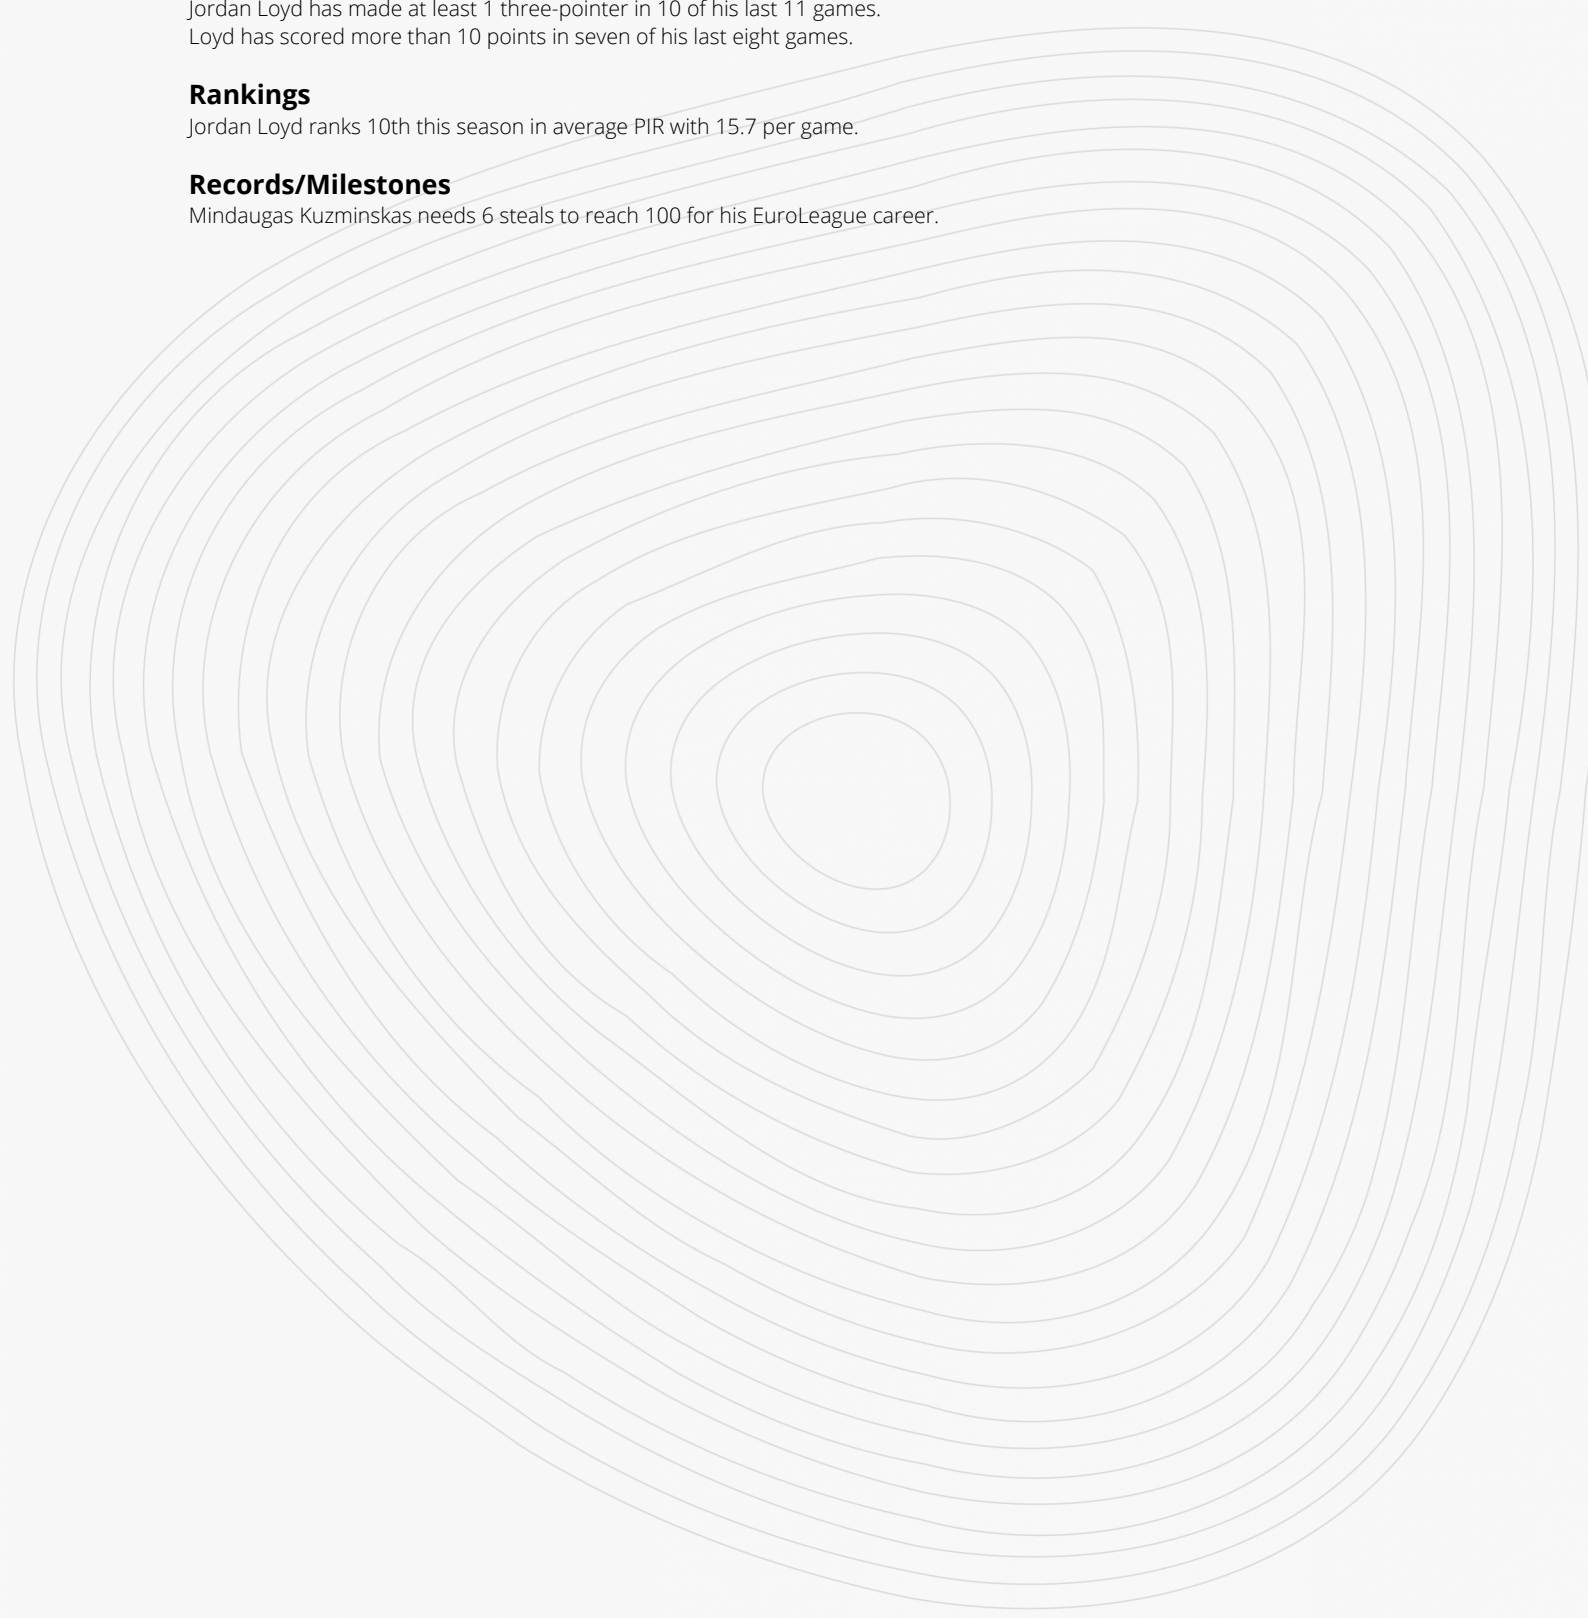 Jordan Loyd has made at least 1 three-pointer in 10 of his last 11 games.
Loyd has scored more than 10 points in seven of his last eight games.
Rankings
Jordan Loyd ranks 10th this season in average PIR with 15.7 per game.
Records/Milestones
Mindaugas Kuzminskas needs 6 steals to reach 100 for his EuroLeague career.